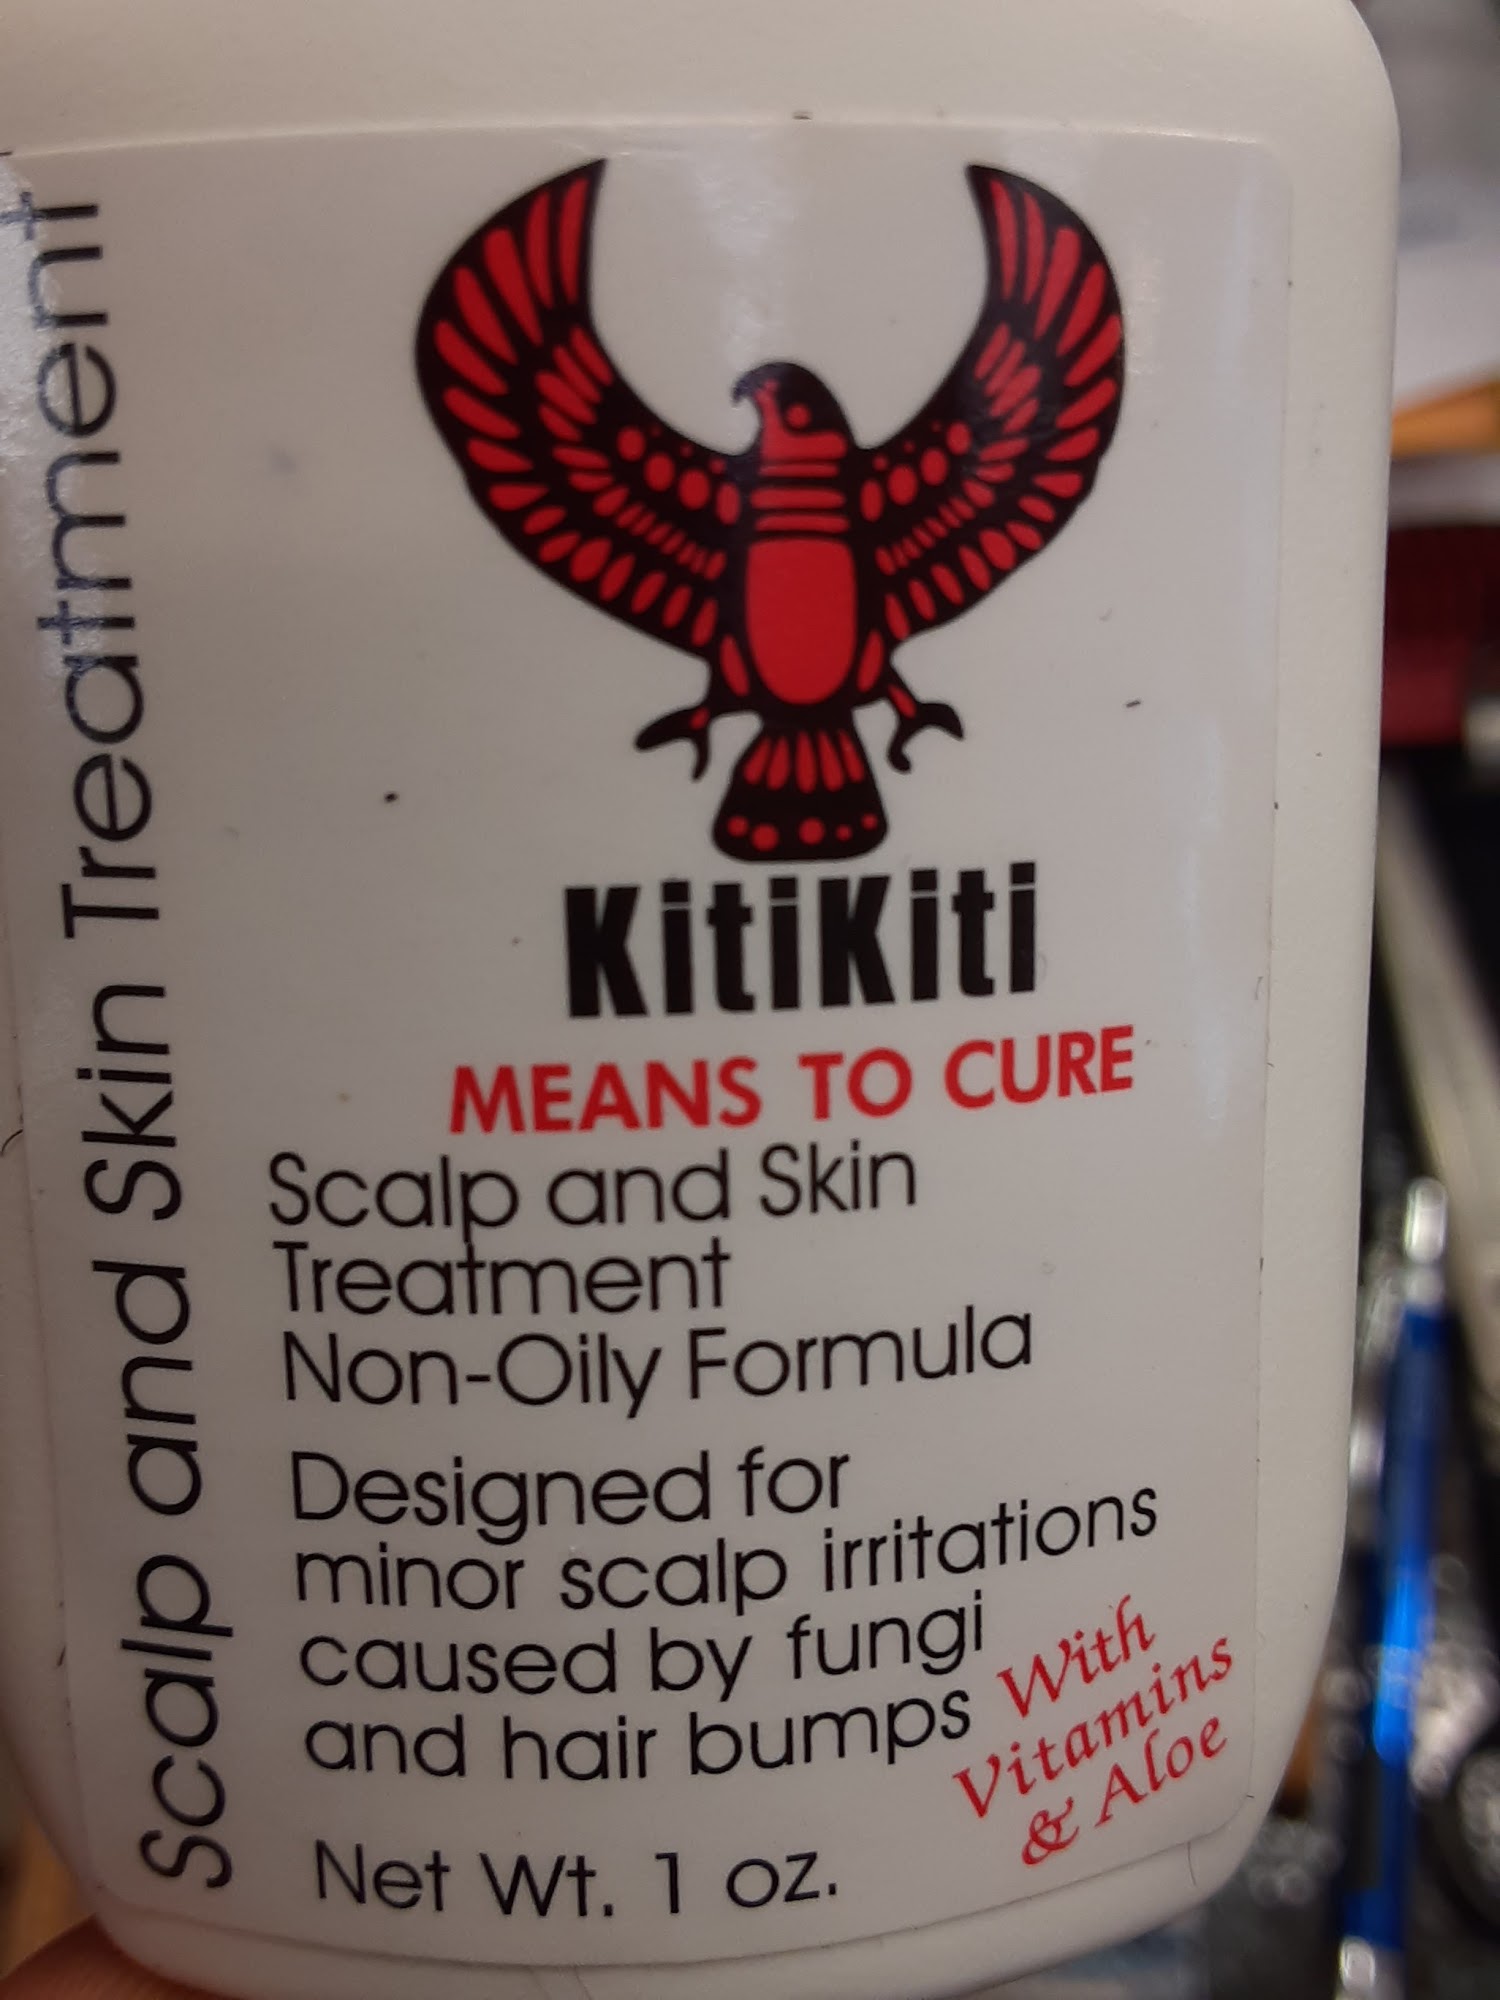 Scalp and Skin Treatment
KitiKiti
MEANS TO CURE
Scalp and Skin
Treatment
Non-Oily Formula
Designed for
minor scalp irritations
caused by fungi
and hair bumps
With
Vitamins
& Aloe
Net Wt. 1 oz.